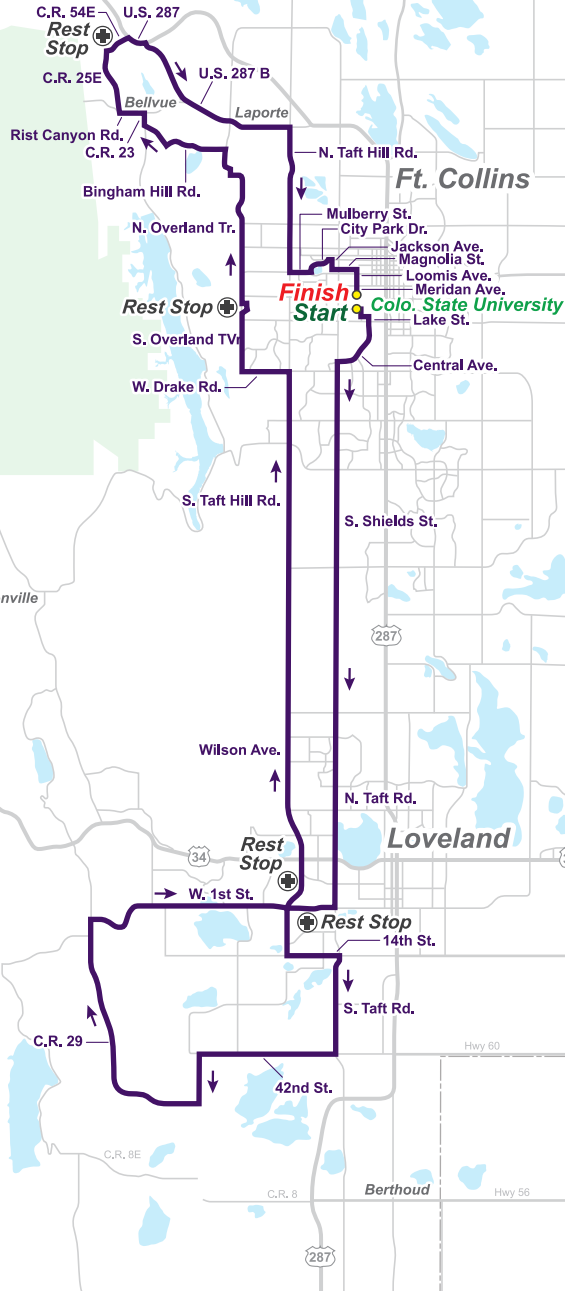 C.R. 54E
U.S. 287
Rest
Stop
C.R. 25E
U.S. 287 B
Bellvue
Laporte
Rist Canyon Rd.
C.R. 23
N. Taft Hill Rd.
Bingham Hill Rd.
Ft. Collins
Mulberry St.
City Park Dr.
N. Overland Tr.
Jackson Ave.
Magnolia St.
Loomis Ave.
Meridan Ave.
Finish
Rest Stop
Start
Colo. State University
Lake St.
S. Overland TVr
Central Ave.
W. Drake Rd.
S. Taft Hill Rd.
S. Shields St.
nville
287
Wilson Ave.
N. Taft Rd.
Rest
Stop
Loveland
34
W. 1st St.
Rest Stop
14th St.
S. Taft Rd.
C.R. 29
Hwy 60
42nd St.
C.R. 8E
C.R. 8
Berthoud
Hwy 56
287